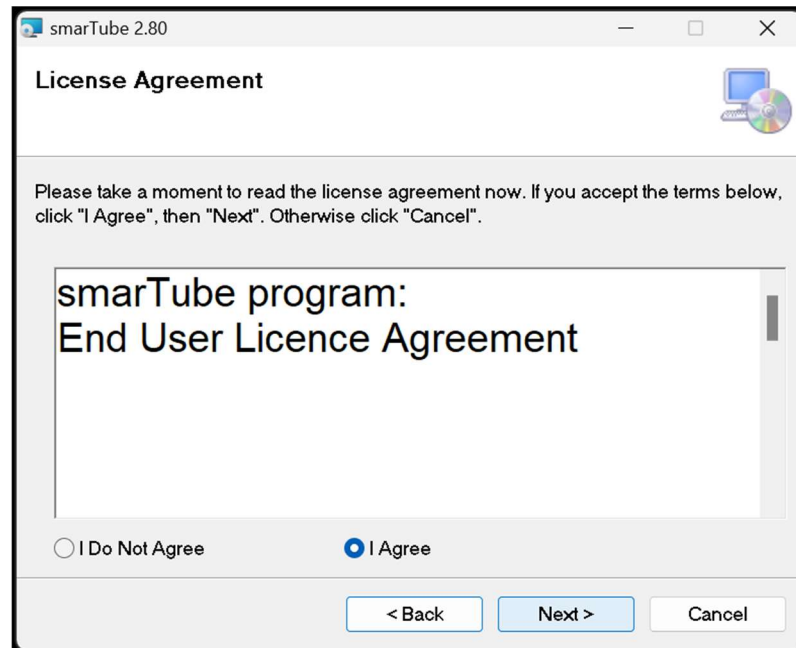 smarTube 2.80
License Agreement
Please take a moment to read the license agreement now. If you accept the terms below,
click "I Agree", then "Next". Otherwise click "Cancel".
smarTube program:
End User Licence Agreement
I Do Not Agree
I Agree
< Back
Next >
Cancel